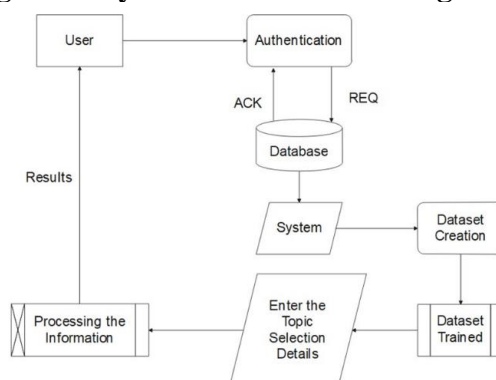 User
Authentication
ACK
REQ
Database
Results
System
Dataset
Creation
Enter the
Topic
Selection
Details
Processing the
Information
Dataset
Trained